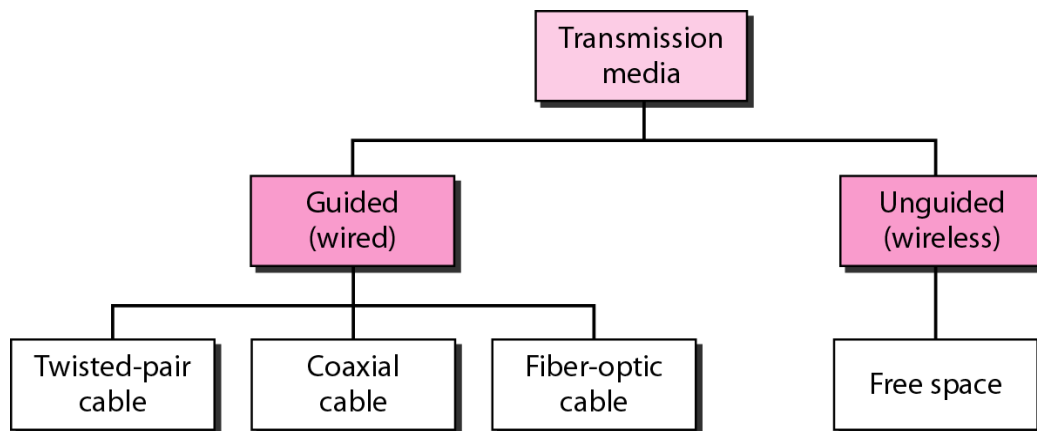 Transmission
media
Guided
(wired)
Unguided
(wireless)
Twisted-pair
cable
Coaxial
cable
Fiber-optic
cable
Free space